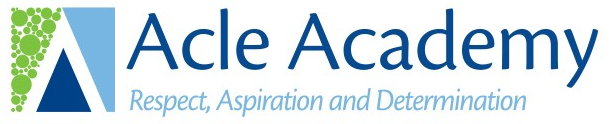 Acle Academy
Respect, Aspiration and Determination